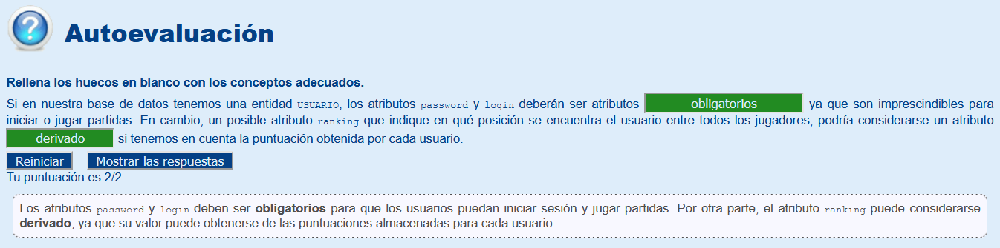 Autoevaluación
Rellena los huecos en blanco con los conceptos adecuados.
Si en nuestra base de datos tenemos una entidad USUARIO, los atributos password y login deberán ser atributos obligatorios ya que son imprescindibles para
iniciar o jugar partidas. En cambio, un posible atributo ranking que indique en qué posición se encuentra el usuario entre todos los jugadores, podría considerarse un atributo
derivado si tenemos en cuenta la puntuación obtenida por cada usuario.
Reiniciar Mostrar las respuestas
Tu puntuación es 2/2.
Los atributos password y login deben ser obligatorios para que los usuarios puedan iniciar sesión y jugar partidas. Por otra parte, el atributo ranking puede considerarse
derivado, ya que su valor puede obtenerse de las puntuaciones almacenadas para cada usuario.